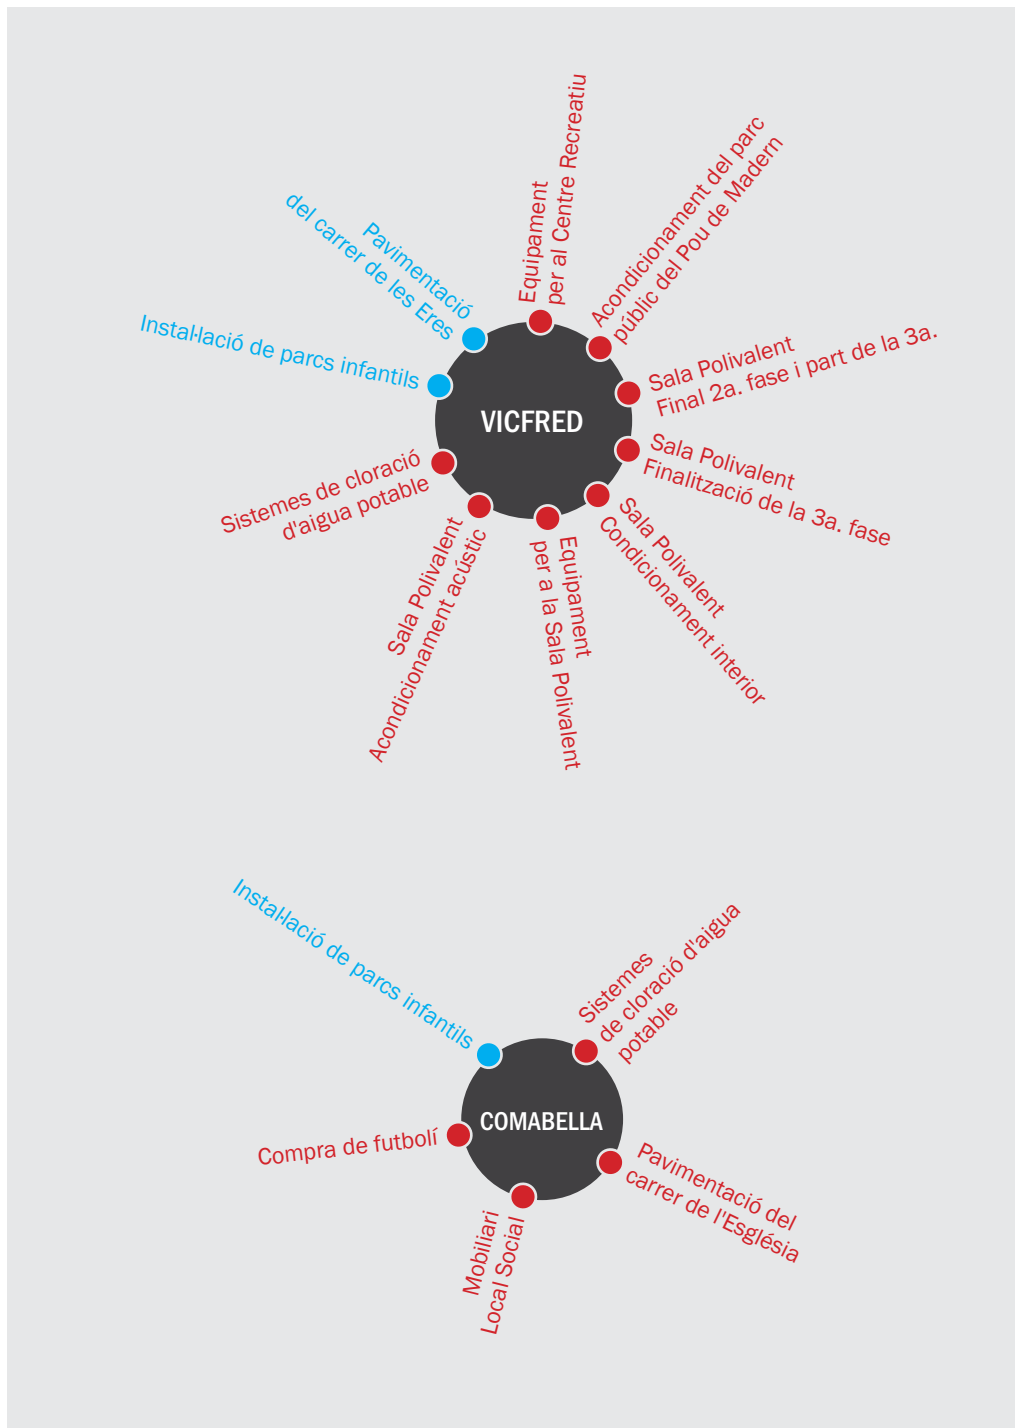 Equipament
per al Centre Recreatiu
Acondicionament del parc
públic del Pou de Madern
Sala Polivalent
Final 2a. fase i part de la 3a.
Sala Polivalent
Finalització de la 3a. fase
Sala Polivalent
Condicionament interior
Equipament
per a la Sala Polivalent
Sala Polivalent
Acondicionament acústic
Sistemes de cloració
d'aigua potable
Instal·lació de parcs infantils
Pavimentació
del carrer de les Eres
VICFRED
Sistemes
de cloració d'aigua
potable
Pavimentació del
carrer de l'Església
Mobiliari
Local Social
Compra de futbolí
Instal·lació de parcs infantils
COMABELLA